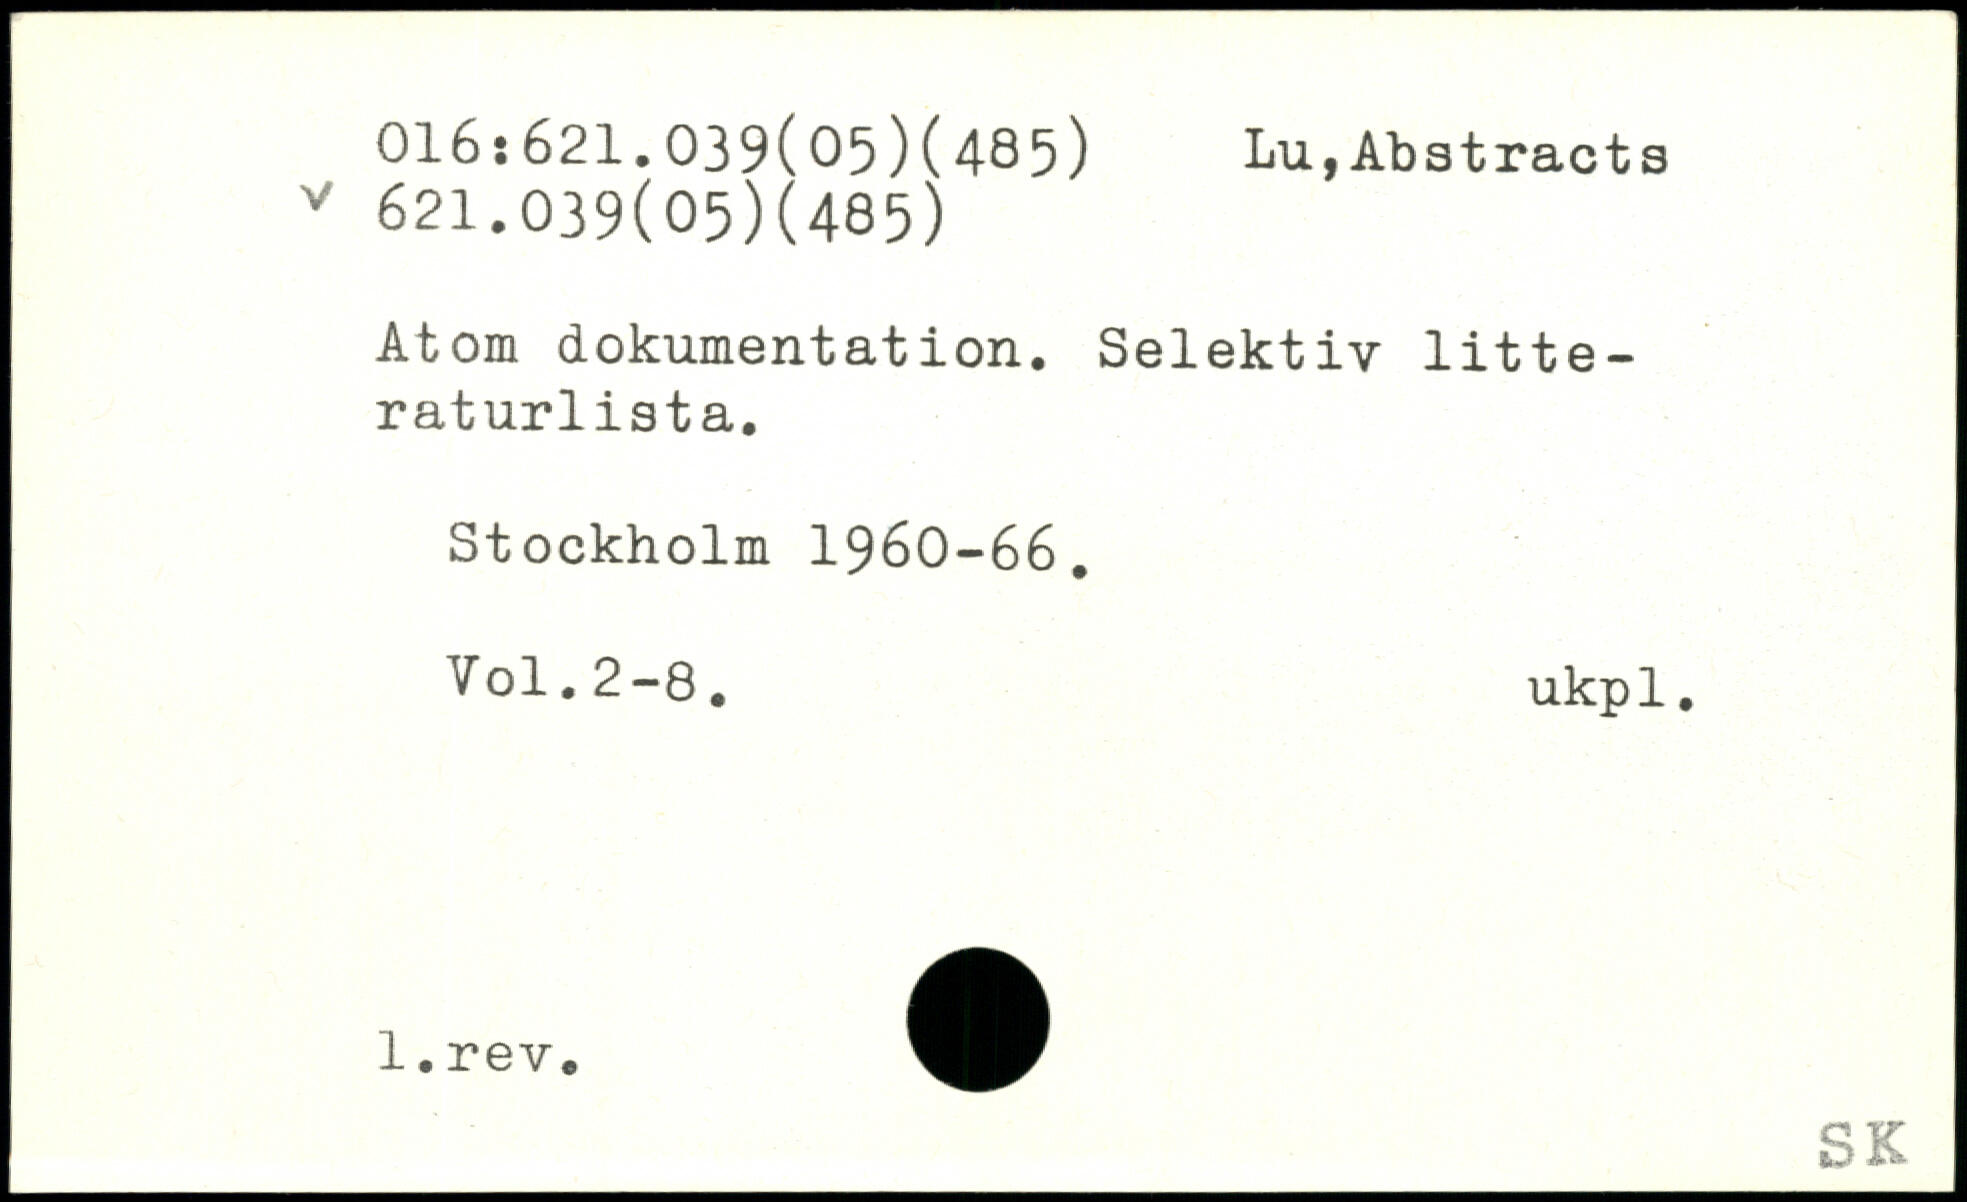 016:621.039(05)(485) Lu,Abstracts
v 621.039(05)(485)
Atom dokumentation. Selektiv litte-
raturlista.
Stockholm 1960-66.
Vol.2-8. ukpl.
1.rev.
SK